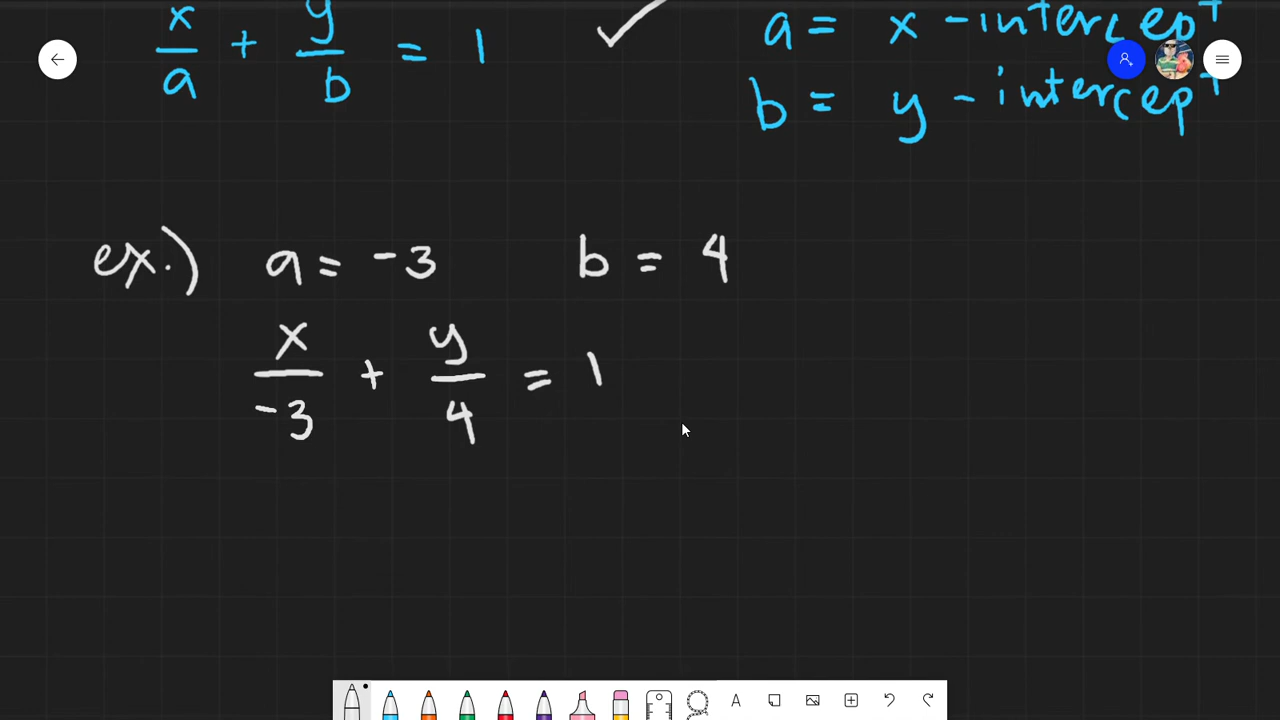 x/a + y/b = 1
a = x - intercept
b = y - intercept
ex.) a = -3 b = 4
x/-3 + y/4 = 1
A